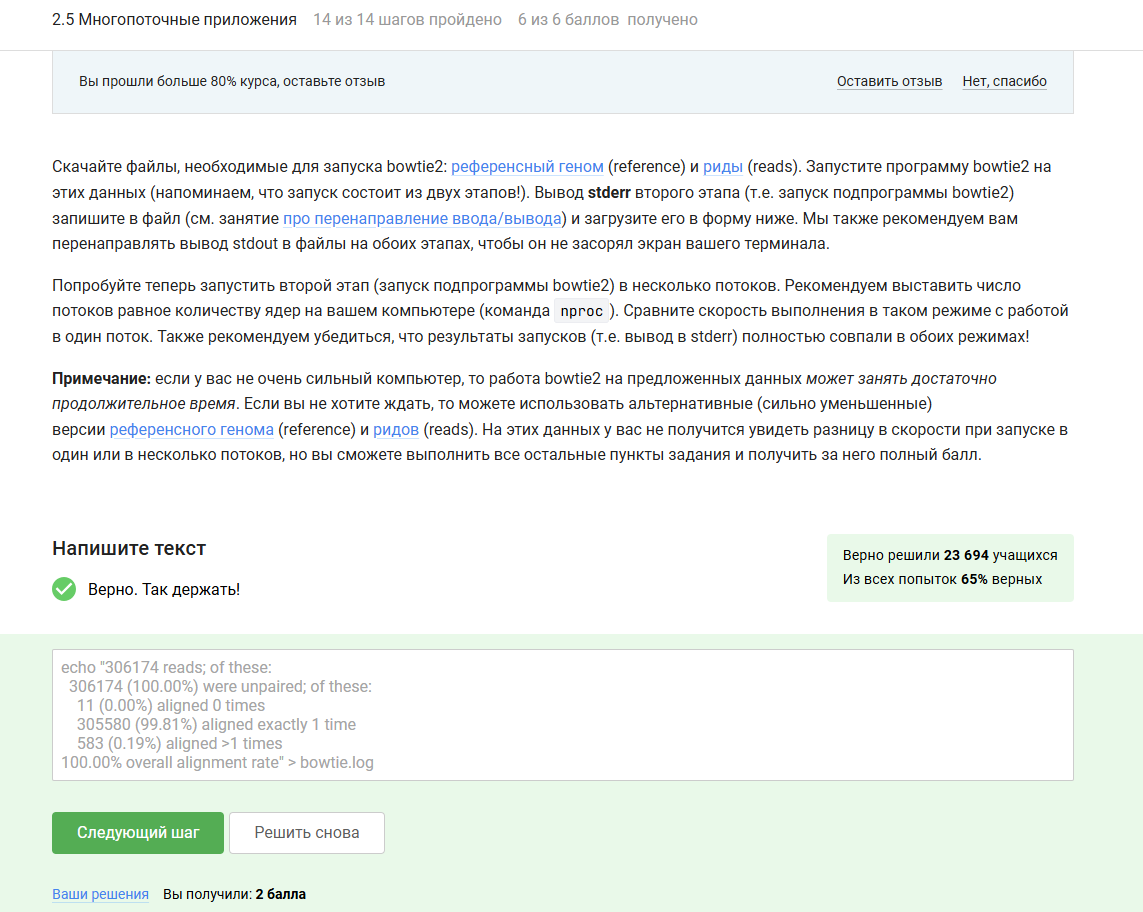 2.5 Многопоточные приложения 14 из 14 шагов пройдено 6 из 6 баллов получено
Вы прошли больше 80% курса, оставьте отзыв Оставить отзыв Нет, спасибо
Скачайте файлы, необходимые для запуска bowtie2: референсный геном (reference) и риды (reads). Запустите программу bowtie2 на
этих данных (напоминаем, что запуск состоит из двух этапов!). Вывод stderr второго этапа (т.е. запуск подпрограммы bowtie2)
запишите в файл (см. занятие про перенаправление ввода/вывода) и загрузите его в форму ниже. Мы также рекомендуем вам
перенаправлять вывод stdout в файлы на обоих этапах, чтобы он не засорял экран вашего терминала.
Попробуйте теперь запустить второй этап (запуск подпрограммы bowtie2) в несколько потоков. Рекомендуем выставить число
потоков равное количеству ядер на вашем компьютере (команда nproc ). Сравните скорость выполнения в таком режиме с работой
в один поток. Также рекомендуем убедиться, что результаты запусков (т.е. вывод в stderr) полностью совпали в обоих режимах!
Примечание: если у вас не очень сильный компьютер, то работа bowtie2 на предложенных данных может занять достаточно
продолжительное время. Если вы не хотите ждать, то можете использовать альтернативные (сильно уменьшенные)
версии референсного генома (reference) и ридов (reads). На этих данных у вас не получится увидеть разницу в скорости при запуске в
один или в несколько потоков, но вы сможете выполнить все остальные пункты задания и получить за него полный балл.
Напишите текст
Верно решили 23 694 учащихся
Из всех попыток 65% верных
Верно. Так держать!
echo "306174 reads; of these:
306174 (100.00%) were unpaired; of these:
11 (0.00%) aligned 0 times
305580 (99.81%) aligned exactly 1 time
583 (0.19%) aligned >1 times
100.00% overall alignment rate" > bowtie.log
Следующий шаг Решить снова
Ваши решения Вы получили: 2 балла